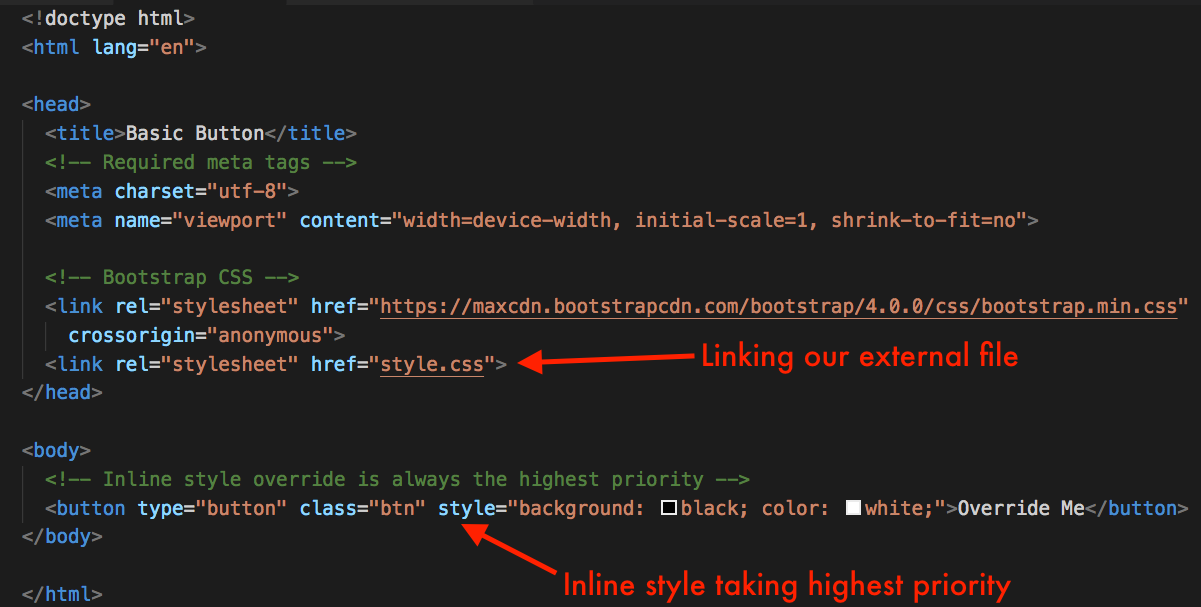 <!doctype html>
<html lang="en">
<head>
<title>Basic Button</title>
<!-- Required meta tags -->
<meta charset="utf-8">
<meta name="viewport" content="width=device-width, initial-scale=1, shrink-to-fit=no">
<!-- Bootstrap CSS -->
<link rel="stylesheet" href="https://maxcdn.bootstrapcdn.com/bootstrap/4.0.0/css/bootstrap.min.css"
crossorigin="anonymous">
<link rel="stylesheet" href="style.css">
Linking our external file
</head>
<body>
<!-- Inline style override is always the highest priority -->
<button type="button" class="btn" style="background: black; color: white;">Override Me</button>
</body>
Inline style taking highest priority
</html>